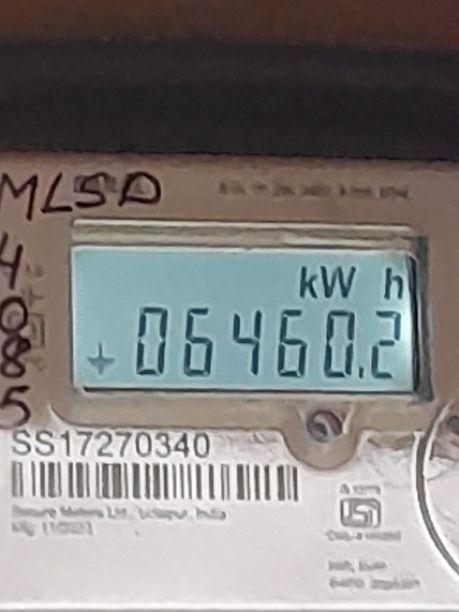 MLSD
4
0
8
5
kW h
06460.2
SS17270340
Secure Meters Ltd., Udaipur, India